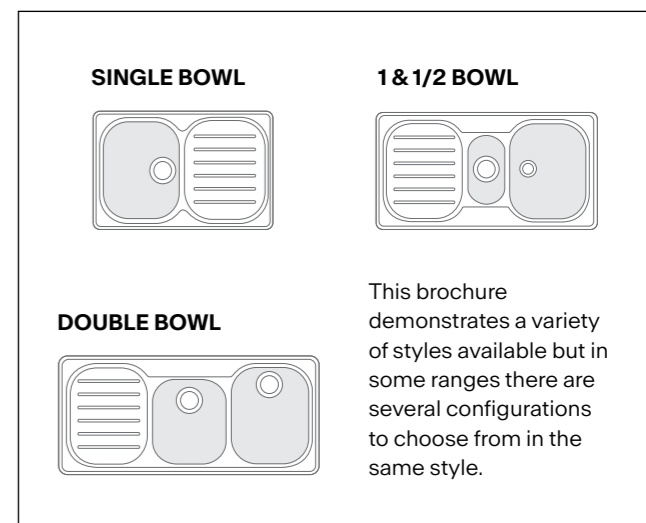 SINGLE BOWL
1 & 1/2 BOWL
DOUBLE BOWL
This brochure
demonstrates a variety
of styles available but in
some ranges there are
several configurations
to choose from in the
same style.